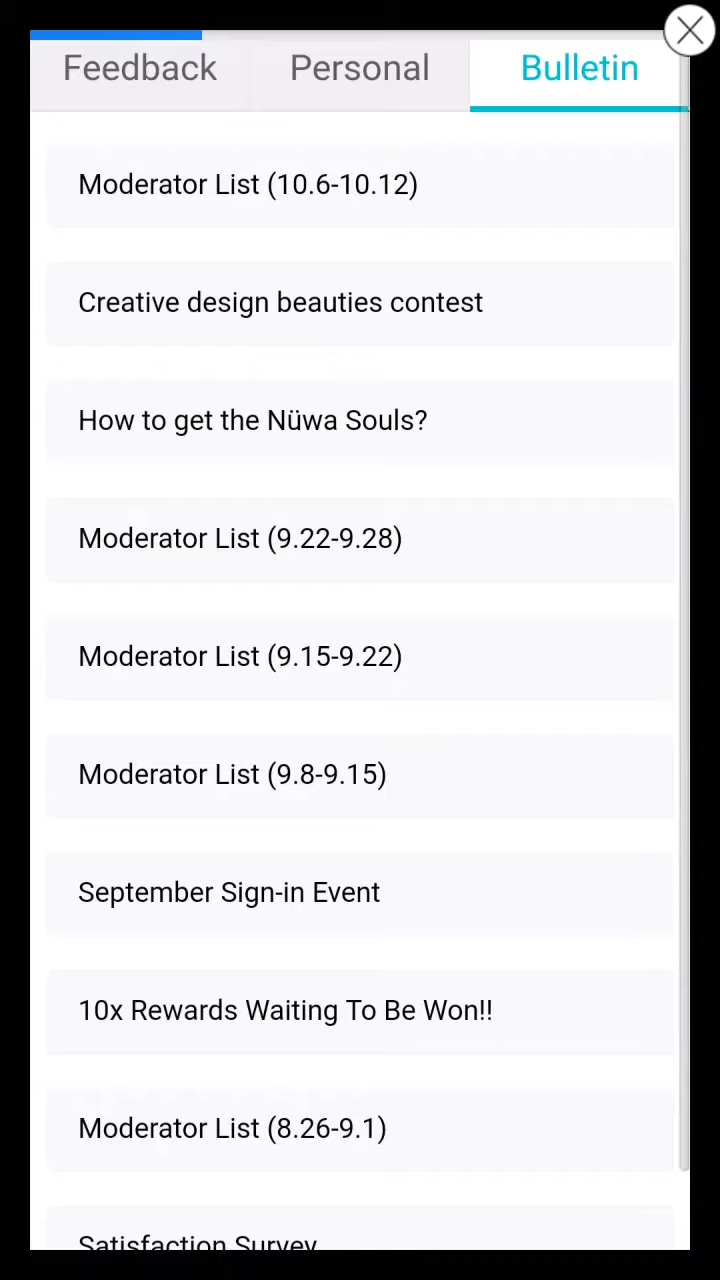 Feedback Personal Bulletin
Moderator List (10.6-10.12)
Creative design beauties contest
How to get the Nüwa Souls?
Moderator List (9.22-9.28)
Moderator List (9.15-9.22)
Moderator List (9.8-9.15)
September Sign-in Event
10x Rewards Waiting To Be Won!!
Moderator List (8.26-9.1)
Satisfaction Survey